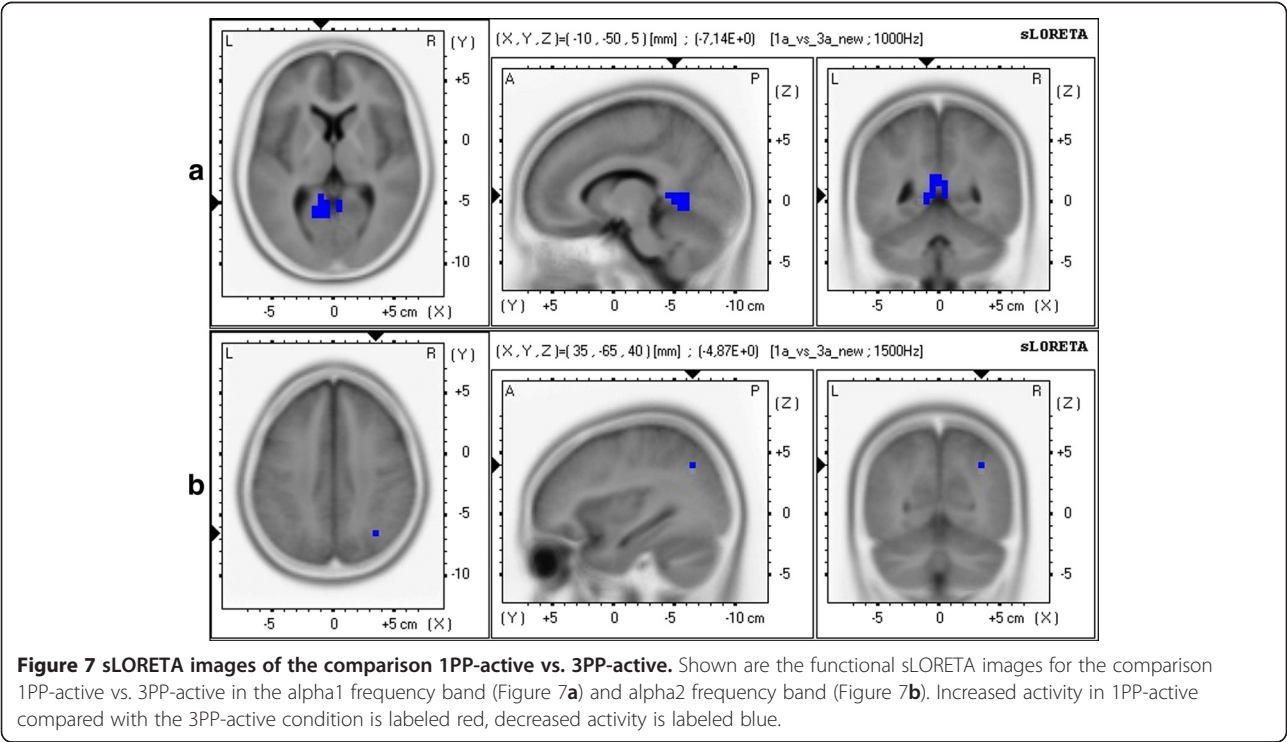 L R (Y)
+5
0
-5
-10
-5 0 +5 cm (X)
a
(X , Y , Z )=( -10 , -50 , 5 ) [mm] ; (-7,14E+0) [1a_vs_3a_new ; 1000Hz] sLORETA
A P (Z)
+5
0
-5
(Y) +5 0 -5 -10 cm
L R (Z)
+5
0
-5
-5 0 +5 cm (X)
L R (Y)
+5
0
-5
-10
-5 0 +5 cm (X)
b
(X , Y , Z )=( 35 , -65 , 40 ) [mm] ; (-4,87E+0) [1a_vs_3a_new ; 1500Hz] sLORETA
A P (Z)
+5
0
-5
(Y) +5 0 -5 -10 cm
L R (Z)
+5
0
-5
-5 0 +5 cm (X)
Figure 7 sLORETA images of the comparison 1PP-active vs. 3PP-active. Shown are the functional sLORETA images for the comparison
1PP-active vs. 3PP-active in the alpha1 frequency band (Figure 7a) and alpha2 frequency band (Figure 7b). Increased activity in 1PP-active
compared with the 3PP-active condition is labeled red, decreased activity is labeled blue.